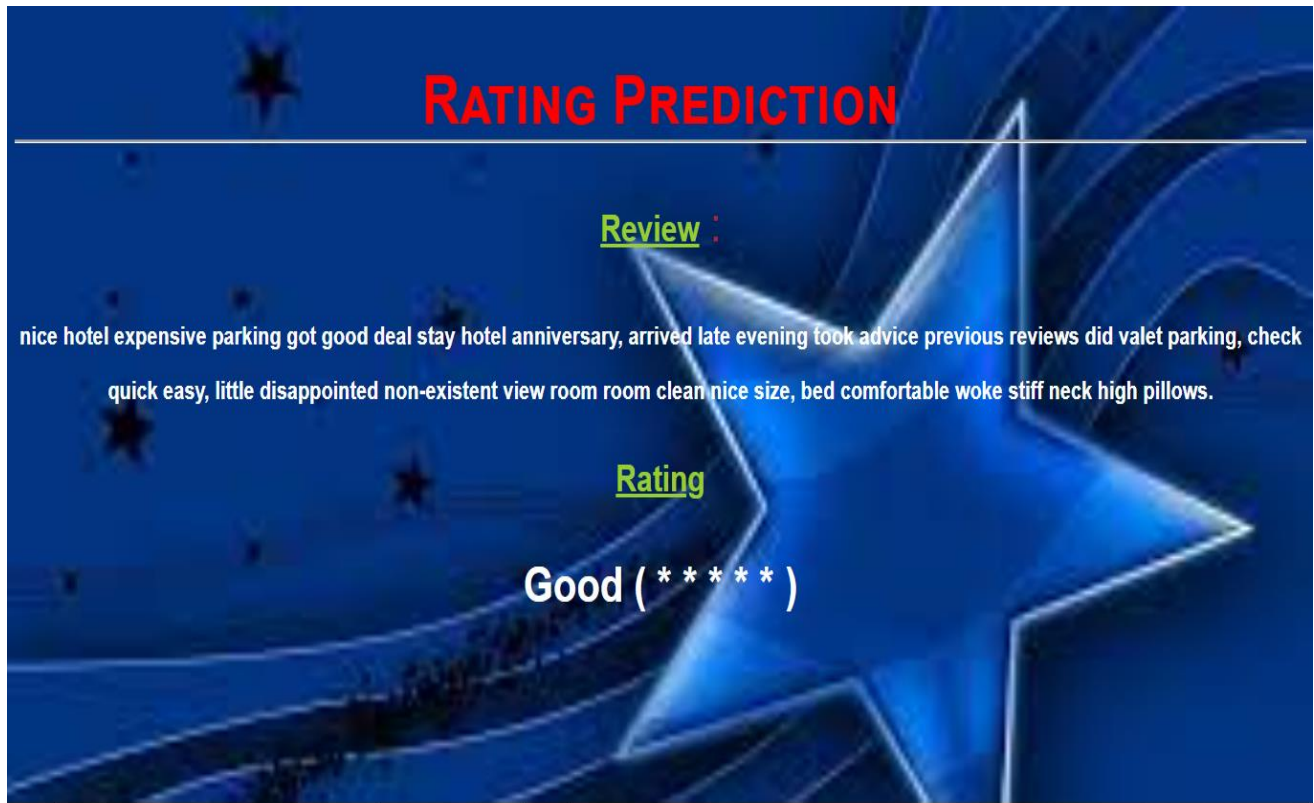 RATING PREDICTION
Review :
nice hotel expensive parking got good deal stay hotel anniversary, arrived late evening took advice previous reviews did valet parking, check
quick easy, little disappointed non-existent view room room clean nice size, bed comfortable woke stiff neck high pillows.
Rating
Good ( * * * * * )